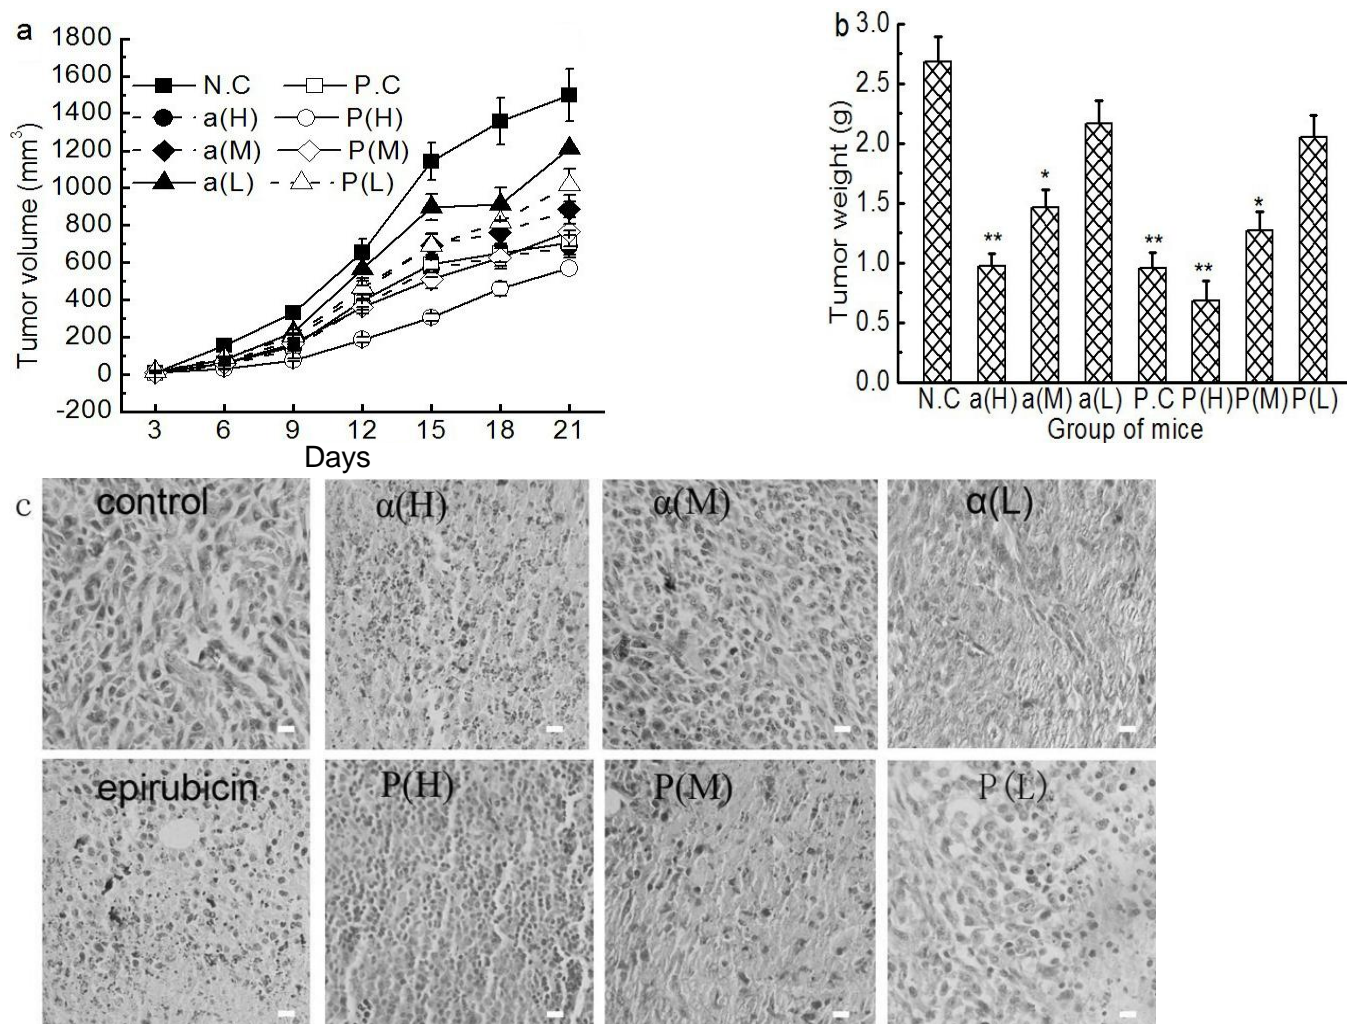 a
1800
1600
1400
1200
1000
800
600
400
200
0
-200
Tumor volume (mm³)
N.C P.C
a(H) P(H)
a(M) P(M)
a(L) P(L)
3 6 9 12 15 18 21
Days
b
3.0
2.5
2.0
1.5
1.0
0.5
0.0
Tumor weight (g)
** * ** ** *
N.C a(H) a(M) a(L) P.C P(H) P(M) P(L)
Group of mice
c
control α(H) α(M) α(L)
epirubicin P(H) P(M) P(L)